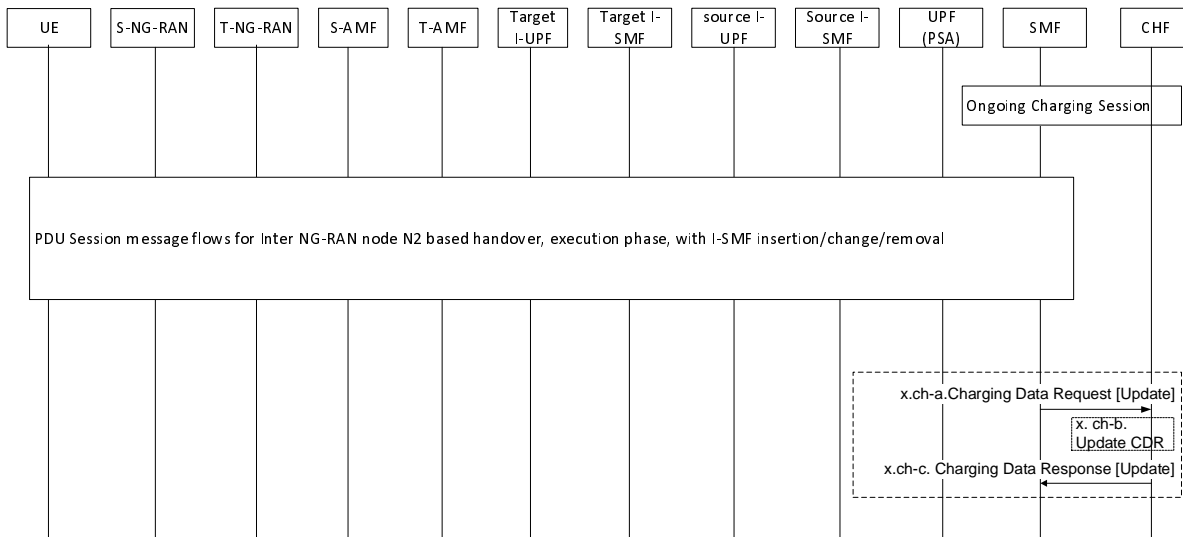 UE
S-NG-RAN
T-NG-RAN
S-AMF
T-AMF
Target
I-UPF
Target I-
SMF
source I-
UPF
Source I-
SMF
UPF
(PSA)
SMF
CHF
Ongoing Charging Session
PDU Session message flows for Inter NG-RAN node N2 based handover, execution phase, with I-SMF insertion/change/removal
x.ch-a.Charging Data Request [Update]
x. ch-b.
Update CDR
x.ch-c. Charging Data Response [Update]